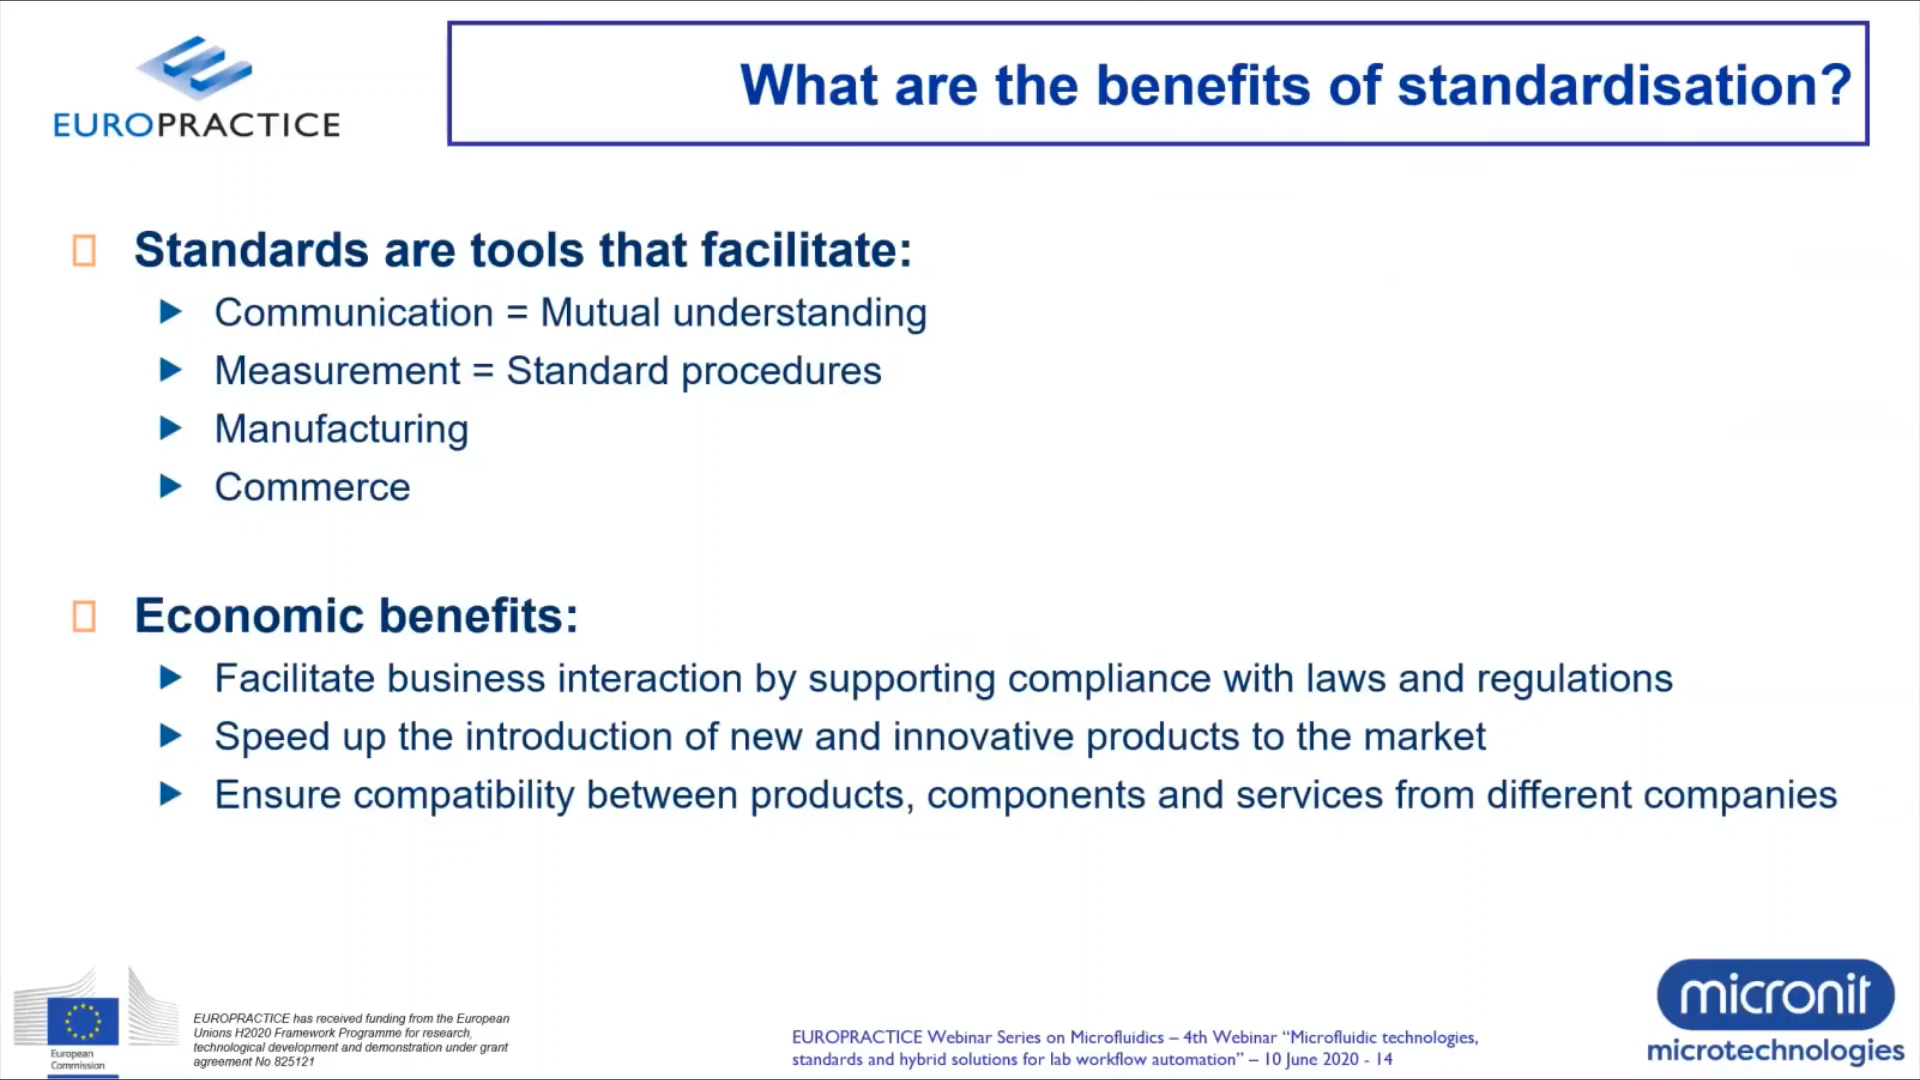 EUROPRACTICE
What are the benefits of standardisation?
Standards are tools that facilitate:
Communication = Mutual understanding
Measurement = Standard procedures
Manufacturing
Commerce
Economic benefits:
Facilitate business interaction by supporting compliance with laws and regulations
Speed up the introduction of new and innovative products to the market
Ensure compatibility between products, components and services from different companies
European
Commission
EUROPRACTICE has received funding from the European
Unions H2020 Framework Programme for research,
technological development and demonstration under grant
agreement No 825121
EUROPRACTICE Webinar Series on Microfluidics – 4th Webinar “Microfluidic technologies,
standards and hybrid solutions for lab workflow automation” – 10 June 2020 - 14
micronit
microtechnologies